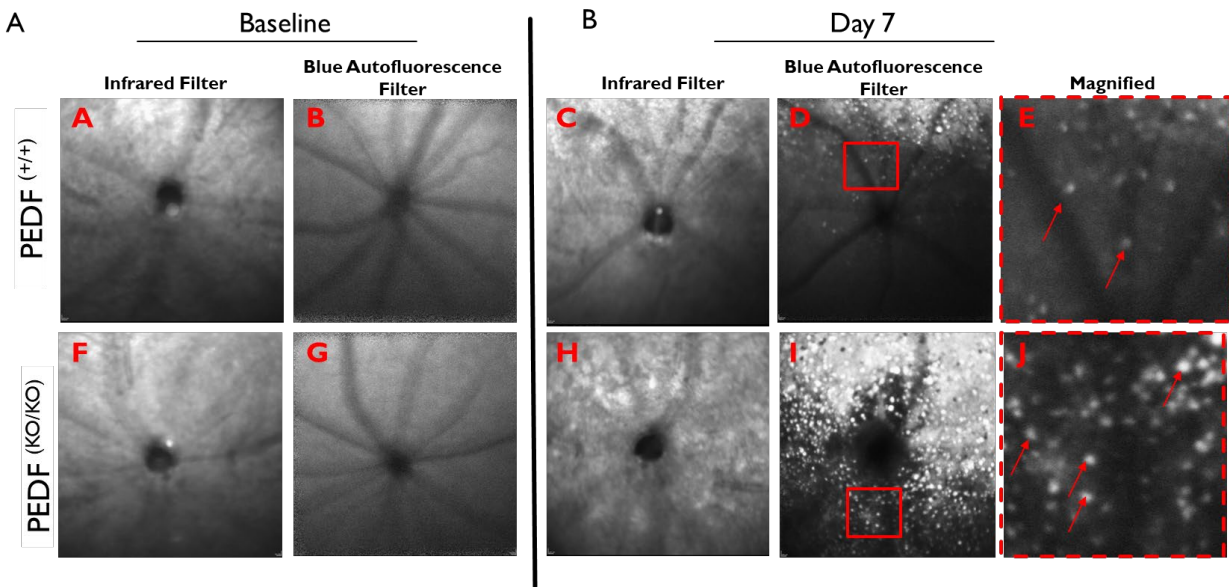 A
Baseline
B
Day 7
Infrared Filter
Blue Autofluorescence
Filter
Infrared Filter
Blue Autofluorescence
Filter
Magnified
PEDF (+/+)
A
B
C
D
E
PEDF (KO/KO)
F
G
H
I
J